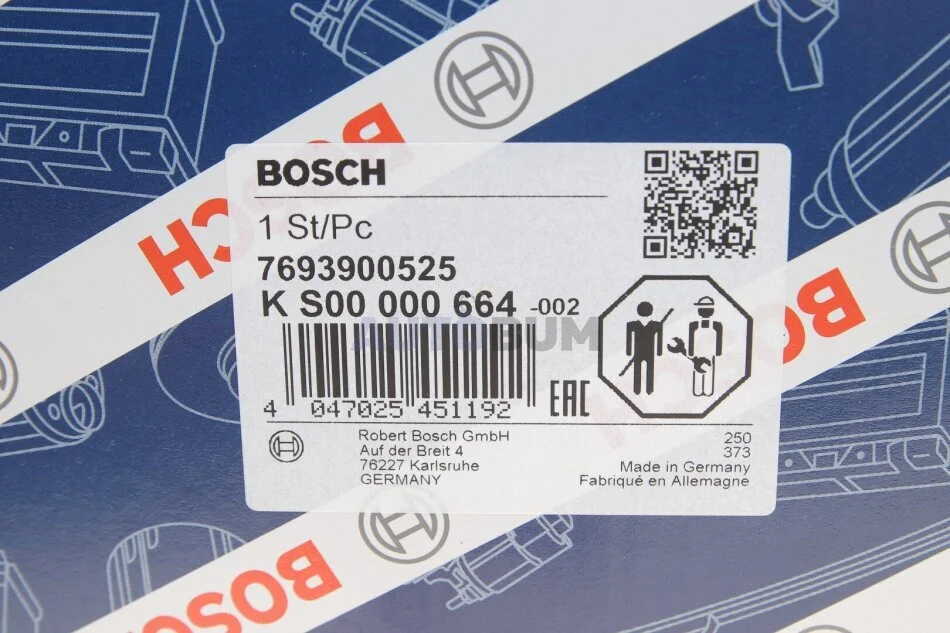 BOSCH
BOSCH
1 St/Pc
7693900525
K S00 000 664 -002
AUTOBUM
4 047025 451192
EAC
Robert Bosch GmbH
Auf der Breit 4
76227 Karlsruhe
GERMANY
250
373
Made in Germany
Fabriqué en Allemagne
BOSCH
BOSCH